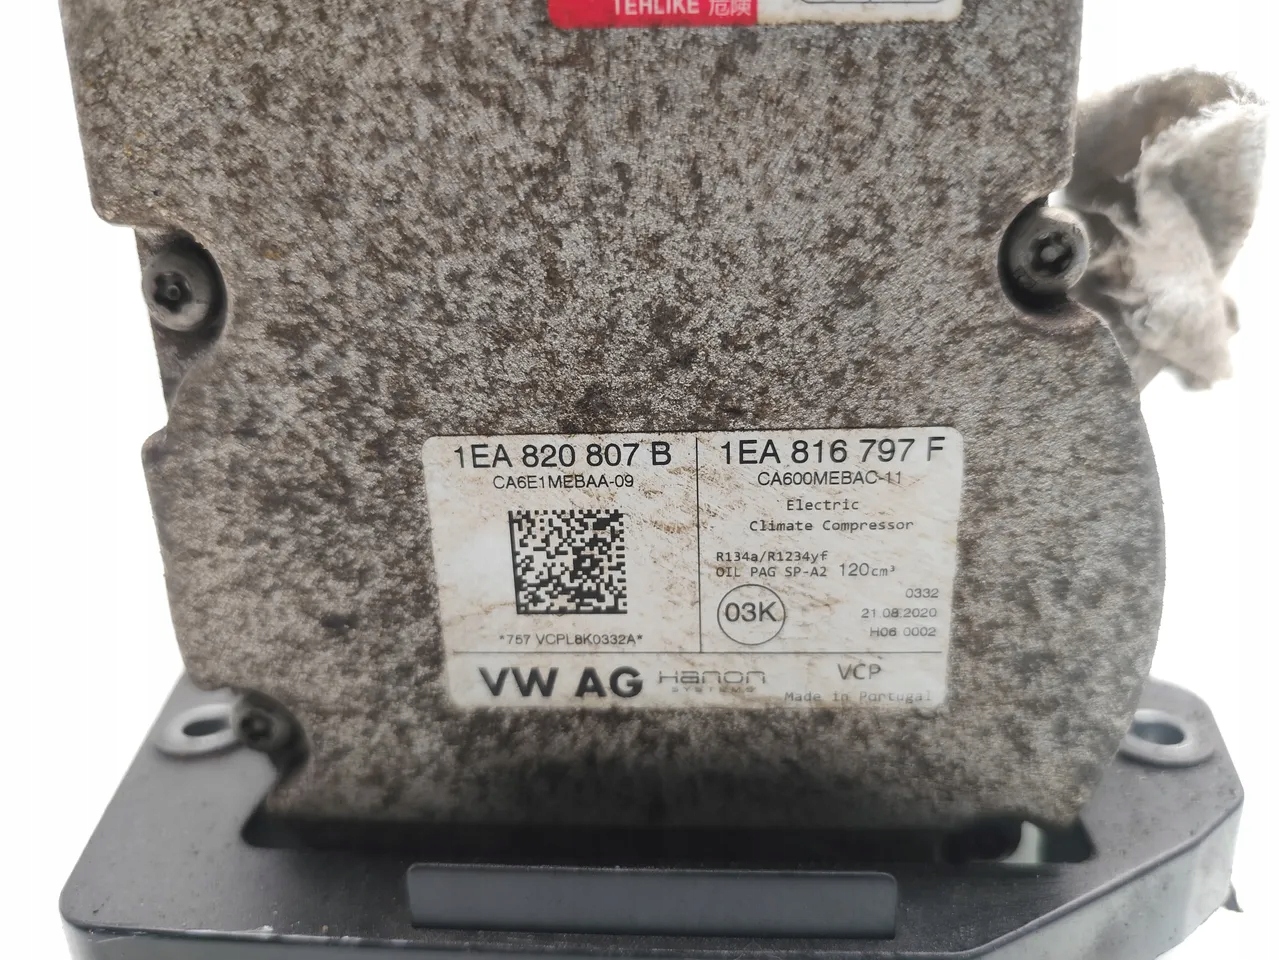 TEHLİKE 危険
1EA 820 807 B
CA6E1MEBAA-09
*757 VCPL8K0332A*
1EA 816 797 F
CA600MEBAC-11
Electric
Climate Compressor
R134a/R1234yf
OIL PAG SP-A2 120cm³
03K
0332
21.08.2020
H06 0002
VW AG
Hanon
SYSTEMS
VCP
Made in Portugal